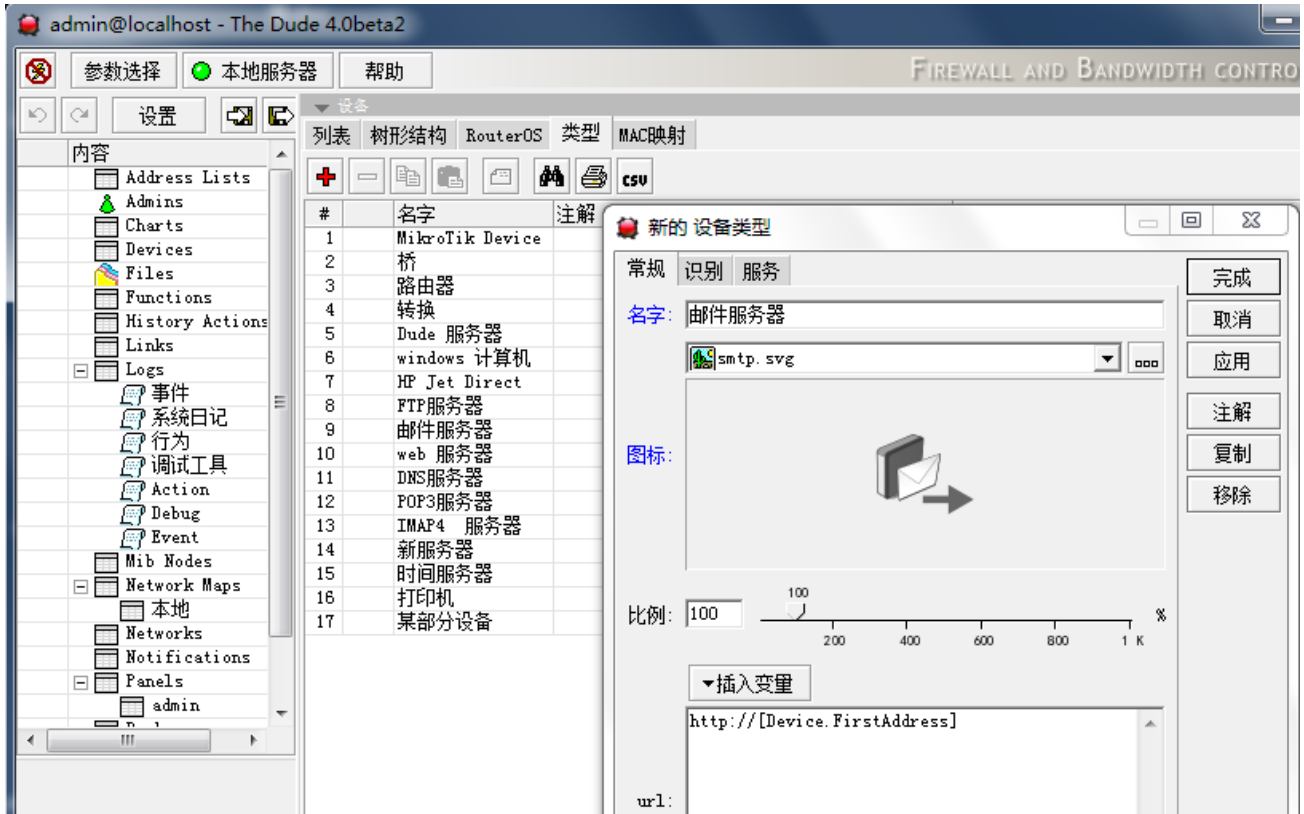 admin@localhost - The Dude 4.0beta2
参数选择 本地服务器 帮助
FIREWALL AND BANDWIDTH CONTRO
设置
设备
列表 树形结构 RouterOS 类型 MAC映射
csv
内容
Address Lists
Admins
Charts
Devices
Files
Functions
History Actions
Links
Logs
事件
系统日记
行为
调试工具
Action
Debug
Event
Mib Nodes
Network Maps
本地
Networks
Notifications
Panels
admin
# 名字 注解
1 MikroTik Device
2 桥
3 路由器
4 转换
5 Dude 服务器
6 windows 计算机
7 HP Jet Direct
8 FTP服务器
9 邮件服务器
10 web 服务器
11 DNS服务器
12 POP3服务器
13 IMAP4 服务器
14 新服务器
15 时间服务器
16 打印机
17 某部分设备
新的 设备类型
常规 识别 服务
名字: 邮件服务器
smtp.svg
图标:
比例: 100 100 %
200 400 600 800 1 K
插入变量
http://[Device.FirstAddress]
url:
完成
取消
应用
注解
复制
移除